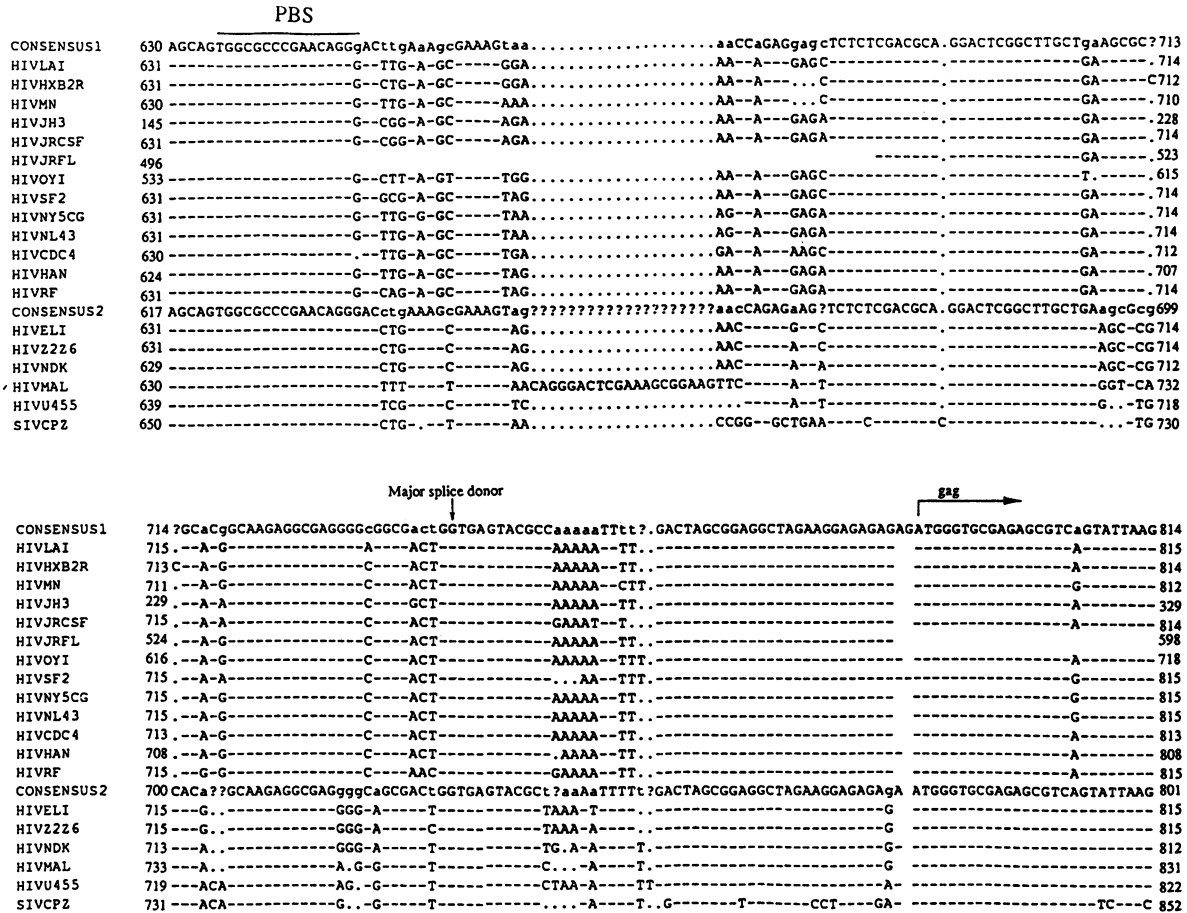 PBS
CONSENSUS1 630 AGCAGTGGCGCCCGAACAGGgACttgAaAgcGAAAGtaa...................aaCCaGAGgagcTCTCTCGACGCA.GGACTCGGCTTGCTgaAGCGC?713
HIVLAI 631 -----------------G--TTG-A-GC-----GGA...................AA--A---GAGC------------.-----------------GA-----.714
HIVHXB2R 631 -----------------G--CTG-A-GC-----GGA...................AA--A---...C------------.-----------------GA-----C712
HIVMN 630 -----------------G--TTG-A-GC-----AAA...................AA--A---...C------------.-----------------GA-----.710
HIVJH3 145 -----------------G--CGG-A-GC-----AGA...................AA--A---GAGA------------.-----------------GA-----.228
HIVJRCSF 631 -----------------G--CGG-A-GC-----AGA...................AA--A---GAGA------------.-----------------GA-----.714
HIVJRFL 496 --------.-----------------GA-----.523
HIVOYI 533 -----------------G--CTT-A-GT-----TGG...................AA--A---GAGC------------.-----------------T.-----.615
HIVSF2 631 -----------------G--GCG-A-GC-----TAG...................AA--A---GAGC------------.-----------------GA-----.714
HIVNY5CG 631 -----------------G--TTG-G-GC-----TAA...................AG--A---GAGA------------.-----------------GA-----.714
HIVNL43 631 -----------------G--TTG-A-GC-----TAA...................AG--A---GAGA------------.-----------------GA-----.714
HIVCDC4 630 -----------------.--TTG-A-GC-----TGA...................GA--A---AAGC------------.-----------------GA-----.712
HIVHAN 624 -----------------G--TTG-A-GC-----TAG...................AA--A---GAGA------------.-----------------GA-----.707
HIVRF 631 -----------------G--CAG-A-GC-----TAG...................AA--A---GAGA------------.-----------------GA-----.714
CONSENSUS2 617 AGCAGTGGCGCCCGAACAGGGACctgAAAgcGAAAGTag???????????????????aacCAGAGaAG?TCTCTCGACGCA.GGACTCGGCTTGCTGAagcGcg699
HIVELI 631 --------------------CTG----C------AG...................AAC-----G--C------------.-------------------AGC-CG714
HIVZ2Z6 631 --------------------CTG----C------AG...................AAC-----A--C------------.-------------------AGC-CG714
HIVNDK 629 --------------------CTG----C------AG...................AAC-----A--A------------.-------------------AGC-CG712
HIVMAL 630 --------------------TTT----C------AACAGGGACTCGAAAGCGGAAGTTC-----A--T------------.-------------------GGT-CA732
HIVU455 639 --------------------TCG----C------TC......................-----A--T------------.-------------------G..-TG718
SIVCPZ 650 --------------------CTG-.--T------AA...................CCGG--GCTGAA----C-------C-------------------...-TG730
Major splice donor
gag
CONSENSUS1 714 ?GCaCgGCAAGAGGCGAGGGGcGGCGactGGTGAGTACGCCaaaaaTTtt?.GACTAGCGGAGGCTAGAAGGAGAGAGAGATGGGTGCGAGAGCGTCaGTATTAAG814
HIVLAI 715 .--A-G--------------A----ACT------------AAAAA--TT..------------------------- ----------------A--------815
HIVHXB2R 713 C--A-G--------------C----ACT------------AAAAA--TT..------------------------- ----------------A--------814
HIVMN 711 .--A-G--------------C----ACT------------AAAAA--CTT.------------------------- ----------------G--------812
HIVJH3 229 .--A-A--------------C----GCT------------AAAAA--TT..------------------------- ----------------A--------329
HIVJRCSF 715 .--A-A--------------C----ACT------------GAAAT--T...------------------------- ----------------A--------814
HIVJRFL 524 .--A-G--------------C----ACT------------AAAAA--TT..------------------------- 598
HIVOYI 616 .--A-G--------------C----ACT------------AAAAA--TTT.-------------------------- ----------------A--------718
HIVSF2 715 .--A-A--------------C----ACT------------...AA--TTT.--------------------------------------------G--------815
HIVNY5CG 715 .--A-G--------------C----ACT------------AAAAA--TT..------------------------- ----------------G--------815
HIVNL43 715 .--A-G--------------C----ACT------------AAAAA--TT..------------------------- ----------------G--------815
HIVCDC4 713 .--A-G--------------C----ACT------------AAAAA--TT..------------------------- ----------------A--------813
HIVHAN 708 .--A-G--------------C----ACT------------.AAAA--TT..-------------------------- ----------------A--------808
HIVRF 715 .--G-G--------------C----AAC------------GAAAA--TT..------------------------- ----------------A--------815
CONSENSUS2 700 CACa??GCAAGAGGCGAGgggCAGCGACtGGTGAGTACGCt?aaAaTTTTt?GACTAGCGGAGGCTAGAAGGAGAGAgA ATGGGTGCGAGAGCGTCAGTATTAAG801
HIVELI 715 ---G..------------GGG-A-----T-----------TAAA-T----..------------------------G ------------------------815
HIVZ2Z6 715 ---G..------------GGG-A-----C-----------TAAA-A----T.------------------------G ------------------------815
HIVNDK 713 ---A..------------GGG-A-----T-----------TG.A-A----T.------------------------G- ------------------------812
HIVMAL 733 ---A..------------A.G-G-----T-----------C...-A----T.------------------------G- ------------------------831
HIVU455 719 ---ACA------------AG.-G-----T-----------CTAA-A----TT------------------------A- ------------------------822
SIVCPZ 731 ---ACA------------G..-G-----T-----------....-A----T..G-------T-------CCT----GA-- ------------------TC----C852